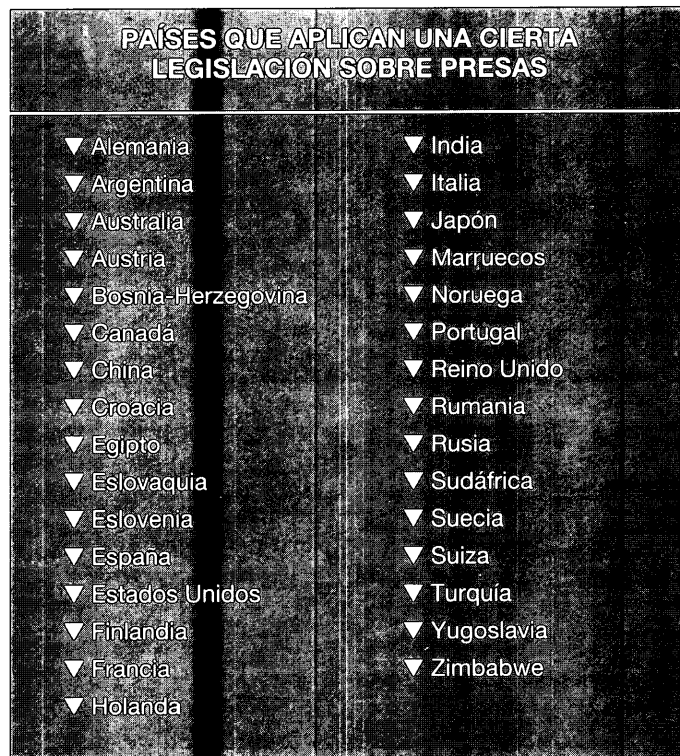 PAÍSES QUE APLICAN UNA CIERTA
LEGISLACIÓN SOBRE PRESAS
▼ Alemania
▼ Argentina
▼ Australia
▼ Austria
▼ Bosnia-Herzegovina
▼ Canadá
▼ China
▼ Croacia
▼ Egipto
▼ Eslovaquia
▼ Eslovenia
▼ España
▼ Estados Unidos
▼ Finlandia
▼ Francia
▼ Holanda
▼ India
▼ Italia
▼ Japón
▼ Marruecos
▼ Noruega
▼ Portugal
▼ Reino Unido
▼ Rumania
▼ Rusia
▼ Sudáfrica
▼ Suecia
▼ Suiza
▼ Turquía
▼ Yugoslavia
▼ Zimbabwe